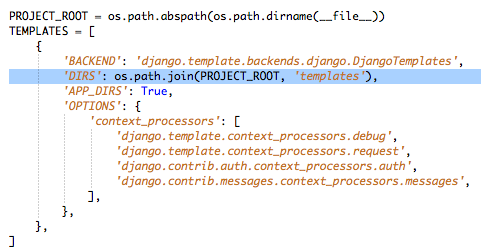 PROJECT_ROOT = os.path.abspath(os.path.dirname(__file__))
TEMPLATES = [
    {
        'BACKEND': 'django.template.backends.django.DjangoTemplates',
        'DIRS': os.path.join(PROJECT_ROOT, 'templates'),
        'APP_DIRS': True,
        'OPTIONS': {
            'context_processors': [
                'django.template.context_processors.debug',
                'django.template.context_processors.request',
                'django.contrib.auth.context_processors.auth',
                'django.contrib.messages.context_processors.messages',
            ],
        },
    },
]